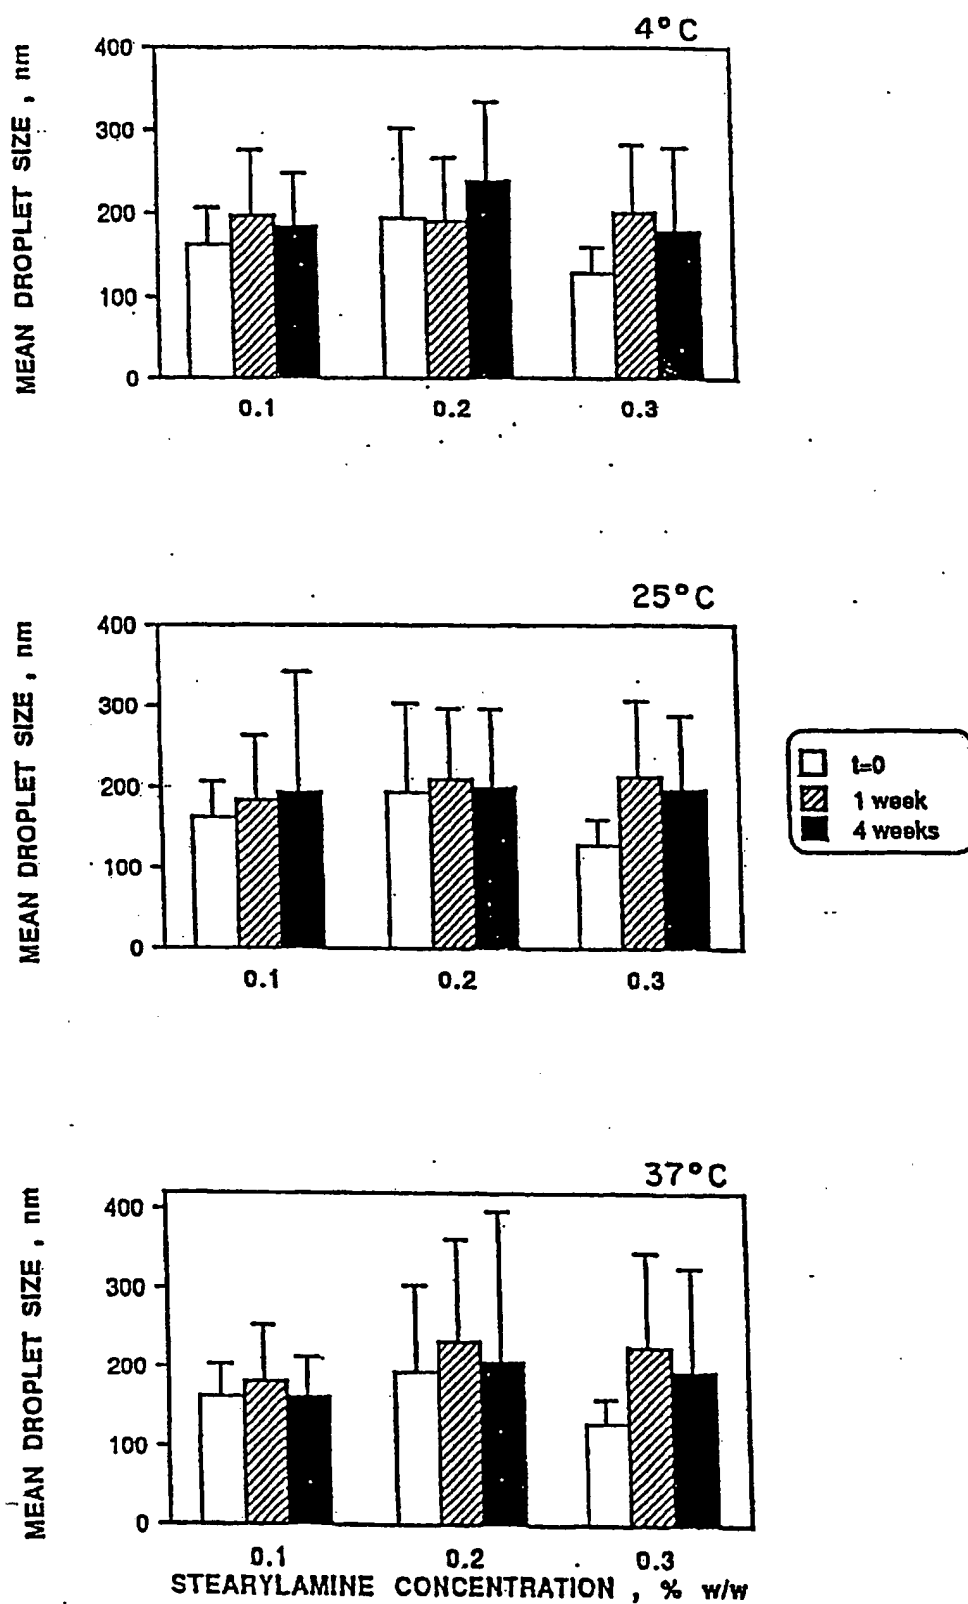 4°C
MEAN DROPLET SIZE, nm
400
300
200
100
0
0.1 0.2 0.3
25°C
MEAN DROPLET SIZE, nm
400
300
200
100
0
0.1 0.2 0.3
t=0
1 week
4 weeks
37°C
MEAN DROPLET SIZE, nm
400
300
200
100
0
0.1 0.2 0.3
STEARYLAMINE CONCENTRATION, % w/w